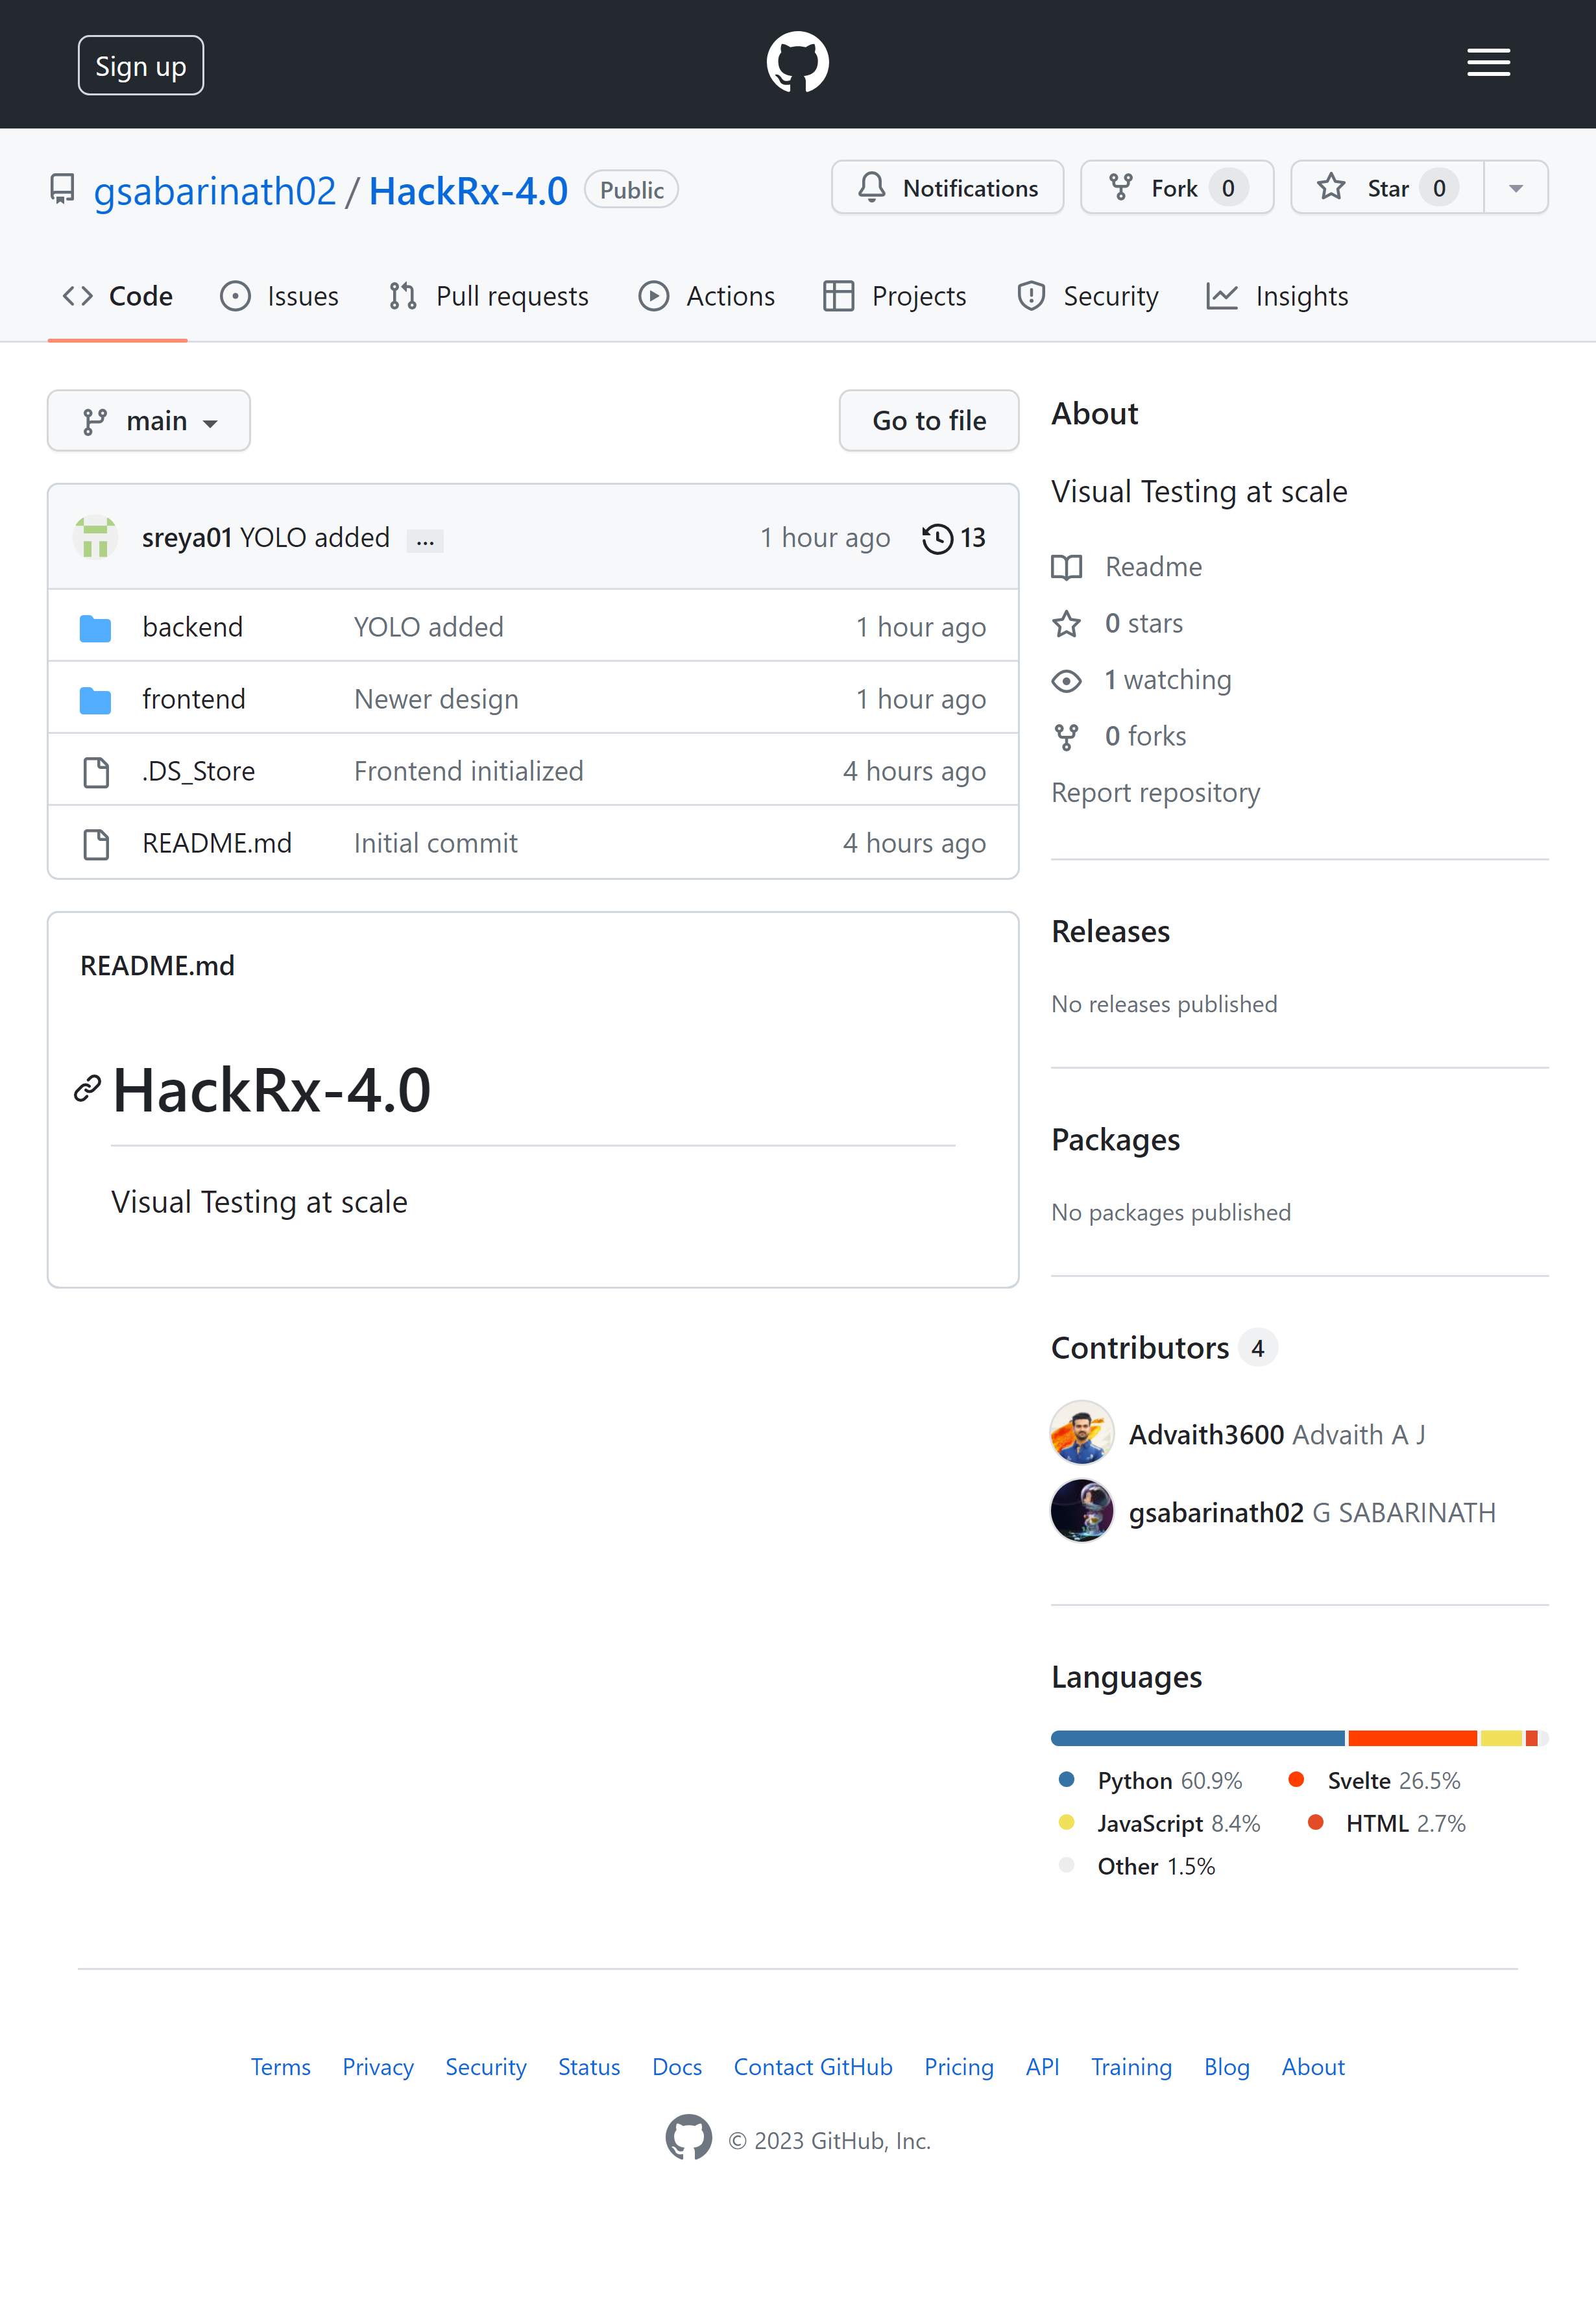 Sign up
gsabarinath02 / HackRx-4.0 Public
Notifications
Fork 0
Star 0
Code
Issues
Pull requests
Actions
Projects
Security
Insights
main
Go to file
sreya01 YOLO added ... 1 hour ago 13
backend YOLO added 1 hour ago
frontend Newer design 1 hour ago
.DS_Store Frontend initialized 4 hours ago
README.md Initial commit 4 hours ago
README.md
HackRx-4.0
Visual Testing at scale
About
Visual Testing at scale
Readme
0 stars
1 watching
0 forks
Report repository
Releases
No releases published
Packages
No packages published
Contributors 4
Advaith3600 Advaith A J
gsabarinath02 G SABARINATH
Languages
Python 60.9% Svelte 26.5%
JavaScript 8.4% HTML 2.7%
Other 1.5%
Terms Privacy Security Status Docs Contact GitHub Pricing API Training Blog About
© 2023 GitHub, Inc.